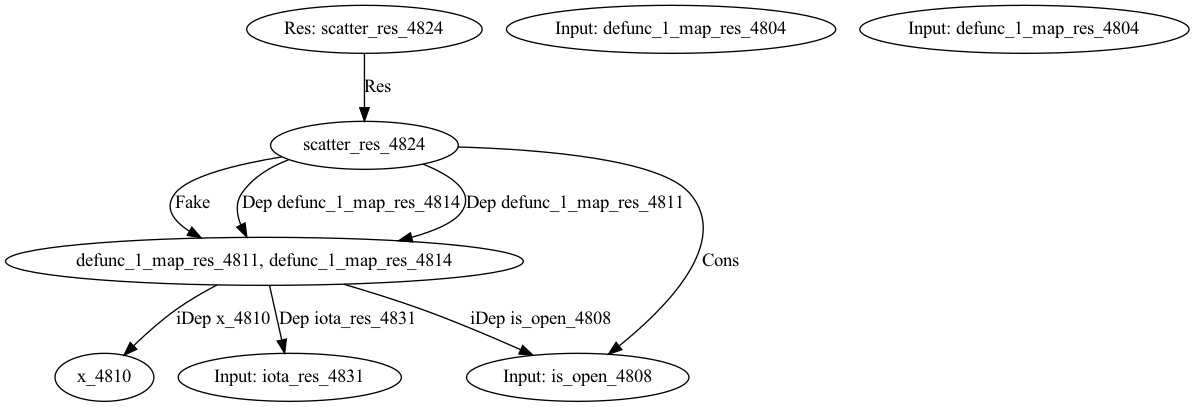 Res: scatter_res_4824
Input: defunc_1_map_res_4804
Input: defunc_1_map_res_4804
Res
scatter_res_4824
Fake
Dep defunc_1_map_res_4814
Dep defunc_1_map_res_4811
defunc_1_map_res_4811, defunc_1_map_res_4814
Cons
iDep x_4810
Dep iota_res_4831
iDep is_open_4808
x_4810
Input: iota_res_4831
Input: is_open_4808